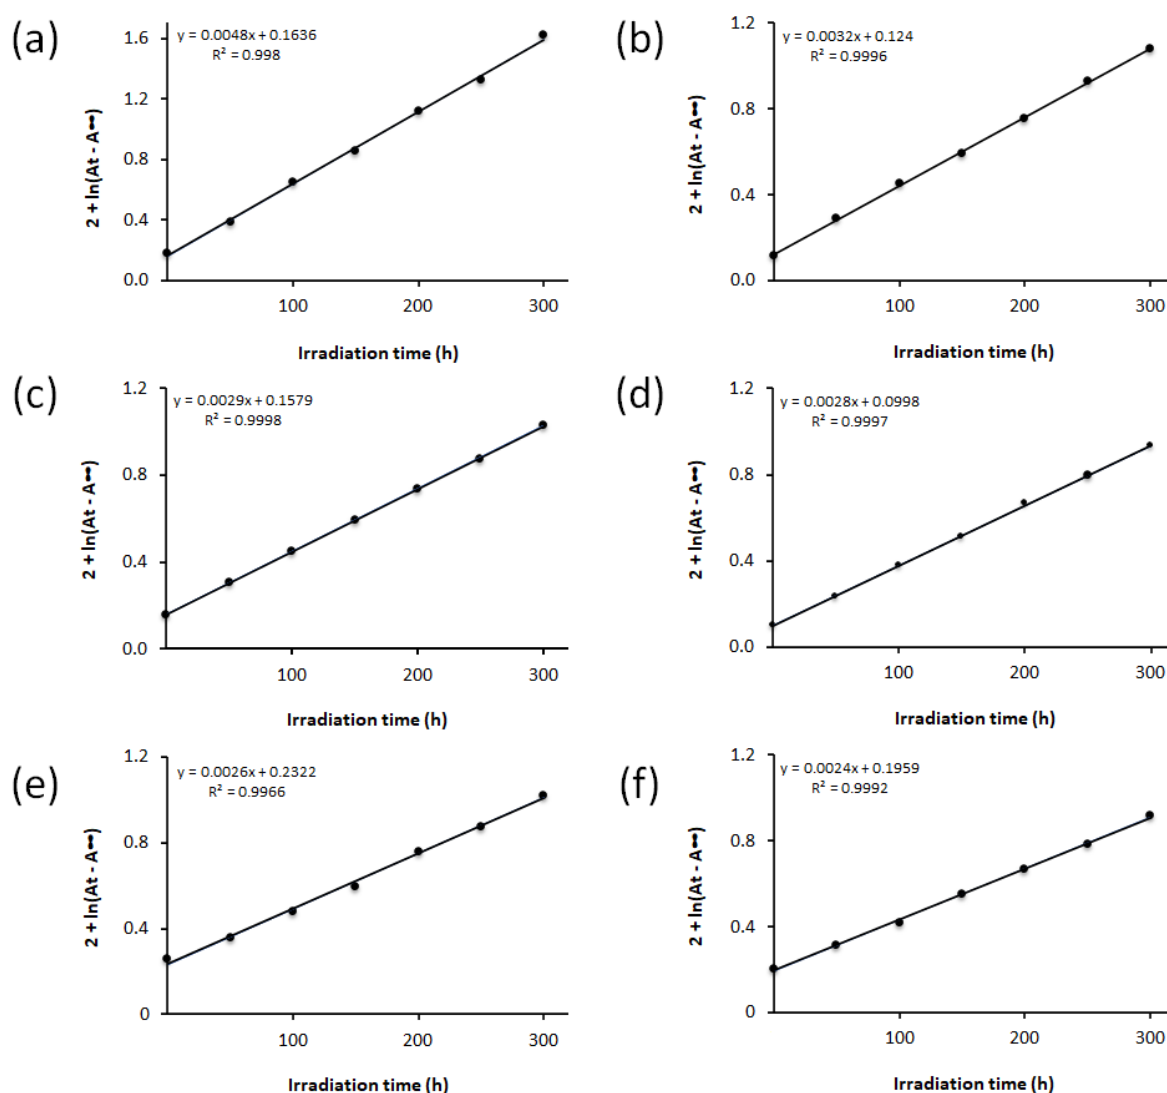 (a)
y = 0.0048x + 0.1636
R² = 0.998
2 + ln(At - A∞)
1.6
1.2
0.8
0.4
0.0
100 200 300
Irradiation time (h)
(b)
y = 0.0032x + 0.124
R² = 0.9996
2 + ln(At - A∞)
1.2
0.8
0.4
0.0
100 200 300
Irradiation time (h)
(c)
y = 0.0029x + 0.1579
R² = 0.9998
2 + ln(At - A∞)
1.2
0.8
0.4
0.0
100 200 300
Irradiation time (h)
(d)
y = 0.0028x + 0.0998
R² = 0.9997
2 + ln(At - A∞)
1.2
0.8
0.4
0.0
100 200 300
Irradiation time (h)
(e)
y = 0.0026x + 0.2322
R² = 0.9966
2 + ln(At - A∞)
1.2
0.8
0.4
0
100 200 300
Irradiation time (h)
(f)
y = 0.0024x + 0.1959
R² = 0.9992
2 + ln(At - A∞)
1.2
0.8
0.4
0
100 200 300
Irradiation time (h)